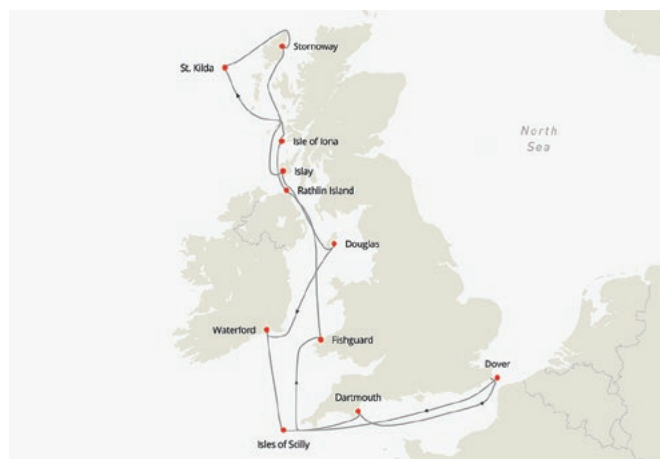 Stornoway
St. Kilda
North
Sea
Isle of Iona
Islay
Rathlin Island
Douglas
Waterford
Fishguard
Dover
Dartmouth
Isles of Scilly